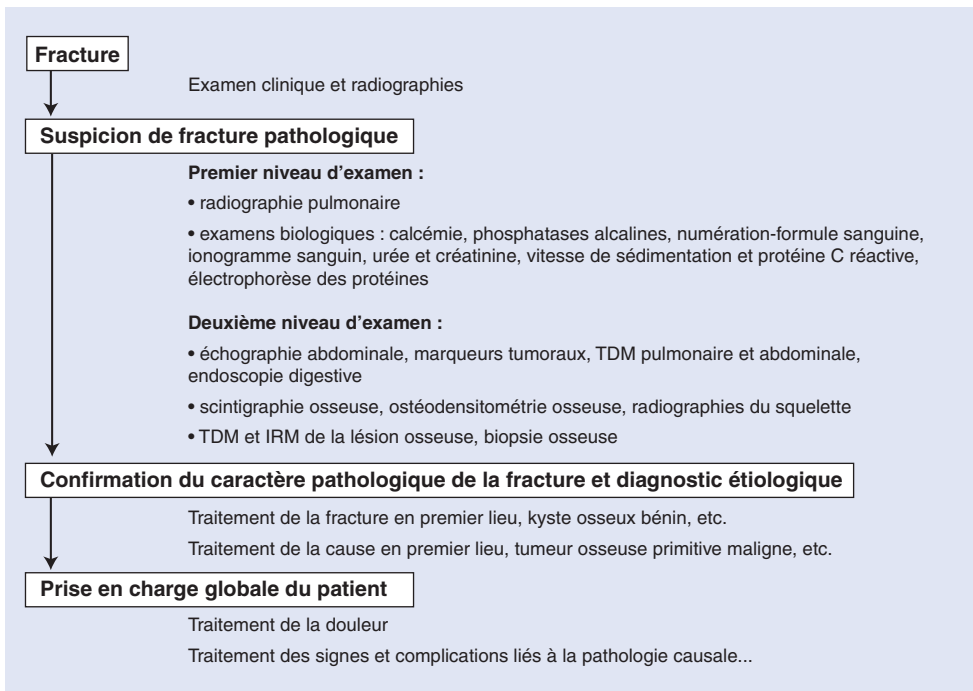 Fracture
Examen clinique et radiographies
Suspicion de fracture pathologique
Premier niveau d'examen :
• radiographie pulmonaire
• examens biologiques : calcémie, phosphatases alcalines, numération-formule sanguine,
ionogramme sanguin, urée et créatinine, vitesse de sédimentation et protéine C réactive,
électrophorèse des protéines
Deuxième niveau d'examen :
• échographie abdominale, marqueurs tumoraux, TDM pulmonaire et abdominale,
endoscopie digestive
• scintigraphie osseuse, ostéodensitométrie osseuse, radiographies du squelette
• TDM et IRM de la lésion osseuse, biopsie osseuse
Confirmation du caractère pathologique de la fracture et diagnostic étiologique
Traitement de la fracture en premier lieu, kyste osseux bénin, etc.
Traitement de la cause en premier lieu, tumeur osseuse primitive maligne, etc.
Prise en charge globale du patient
Traitement de la douleur
Traitement des signes et complications liés à la pathologie causale...